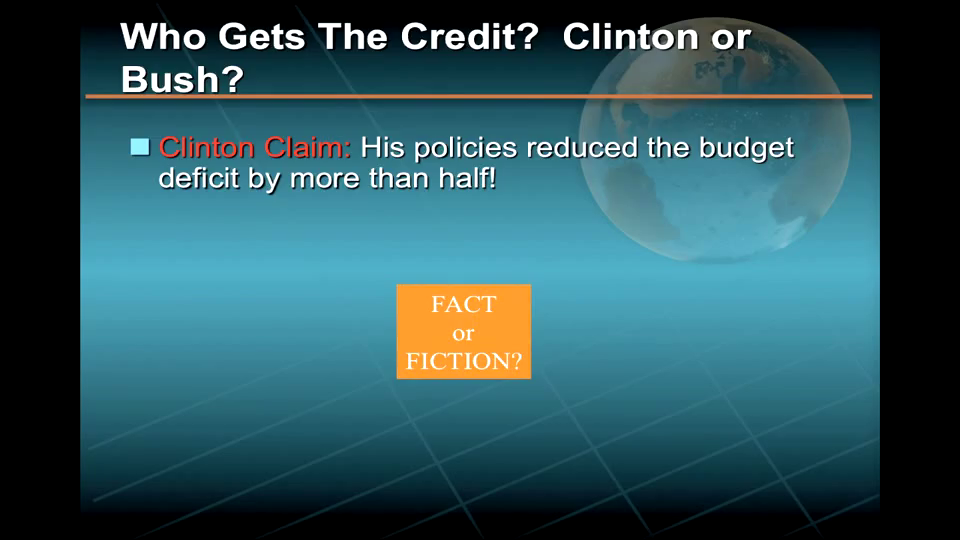 Who Gets The Credit?  Clinton or
Bush?
Clinton Claim: His policies reduced the budget
deficit by more than half!
FACT
or
FICTION?